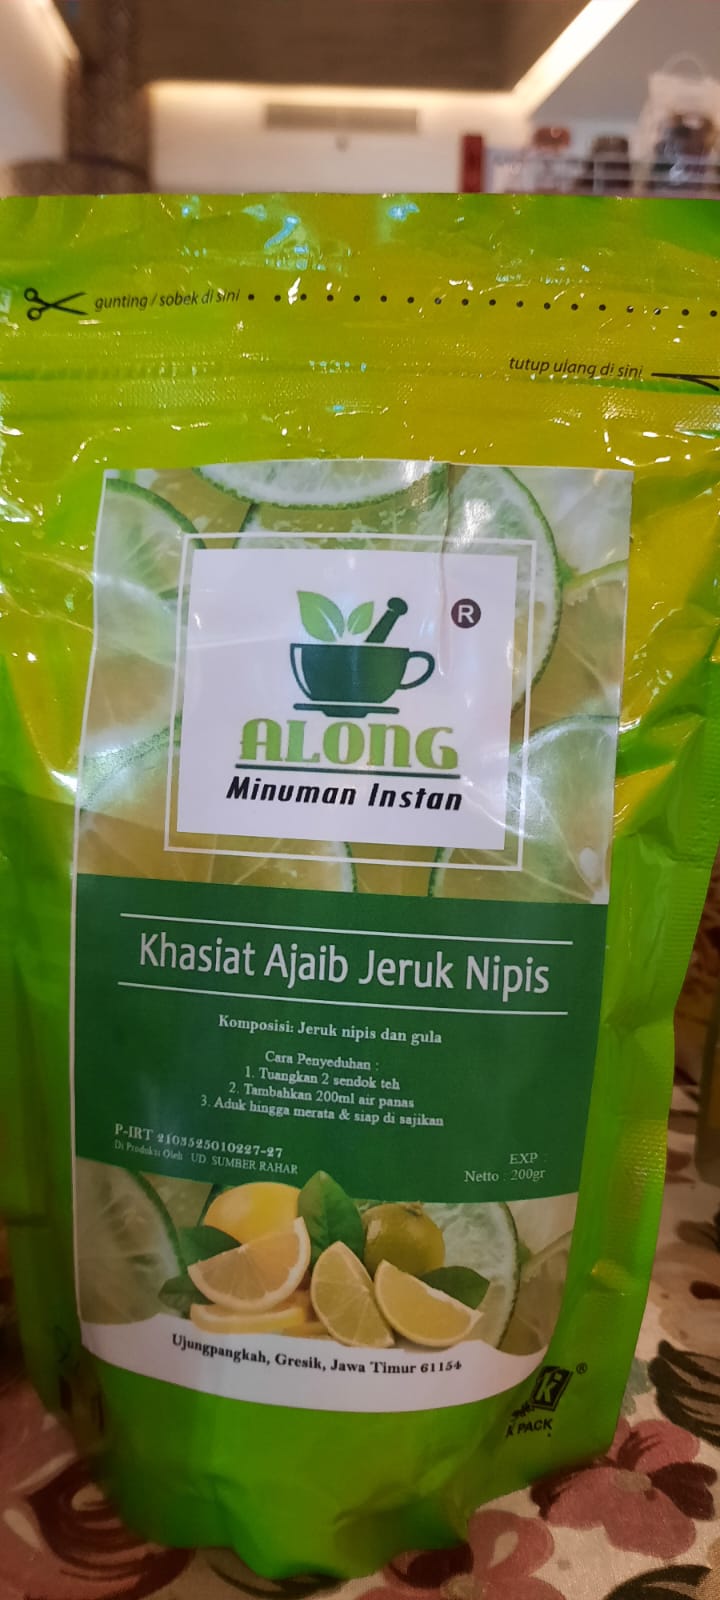 gunting / sobek di sini
tutup ulang di sini
®
ALONG
Minuman Instan
Khasiat Ajaib Jeruk Nipis
Komposisi: Jeruk nipis dan gula
Cara Penyeduhan :
1. Tuangkan 2 sendok teh
2. Tambahkan 200ml air panas
3. Aduk hingga merata & siap di sajikan
P-IRT 2103525010227-27
Di Produksi Oleh : UD. SUMBER RAHAR
EXP :
Netto : 200gr
Ujungpangkah, Gresik, Jawa Timur 61154
®
PACK